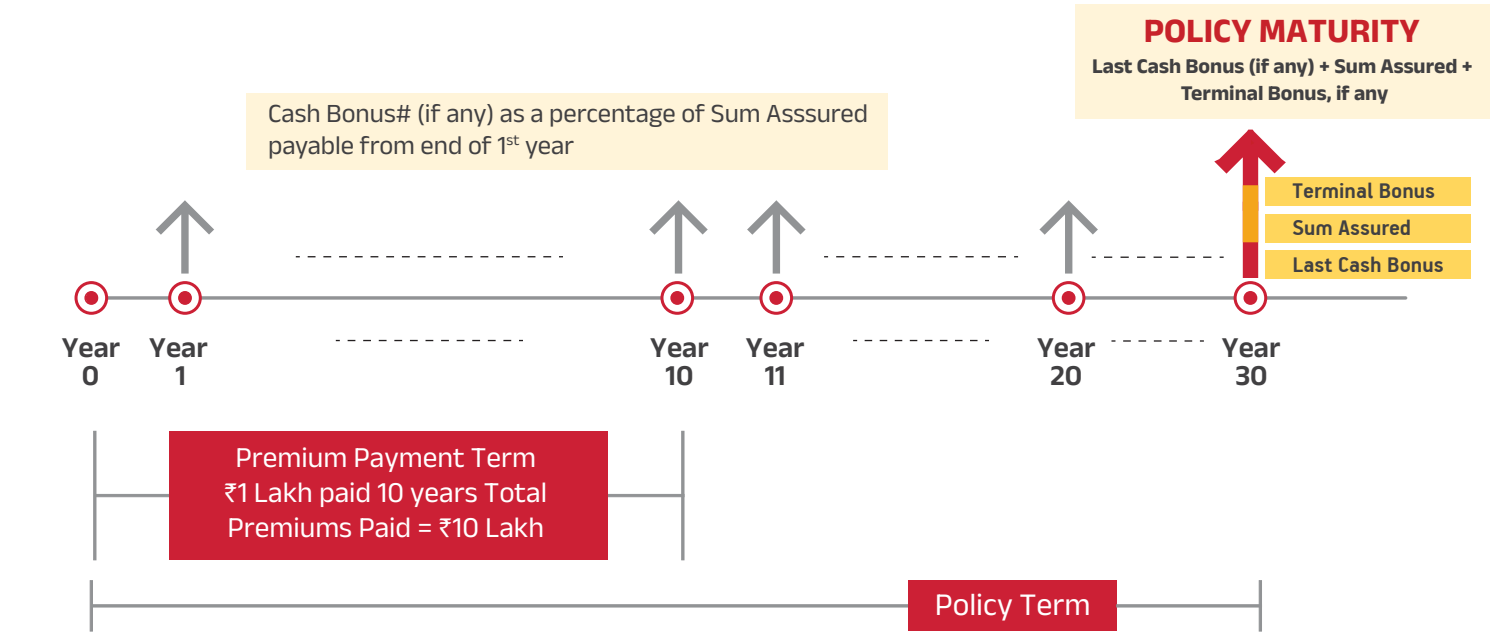 POLICY MATURITY
Last Cash Bonus (if any) + Sum Assured +
Terminal Bonus, if any
Cash Bonus# (if any) as a percentage of Sum Asssured
payable from end of 1st year
Terminal Bonus
Sum Assured
Last Cash Bonus
Year
0
Year
1
Year
10
Year
11
Year
20
Year
30
Premium Payment Term
₹1 Lakh paid 10 years Total
Premiums Paid = ₹10 Lakh
Policy Term